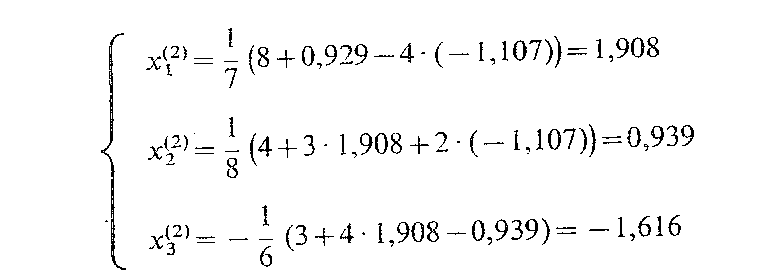 x₁⁽²⁾ = 1/7 (8 + 0,929 − 4 · (−1,107)) = 1,908
x₂⁽²⁾ = 1/8 (4 + 3 · 1,908 + 2 · (−1,107)) = 0,939
x₃⁽²⁾ = − 1/6 (3 + 4 · 1,908 − 0,939) = −1,616